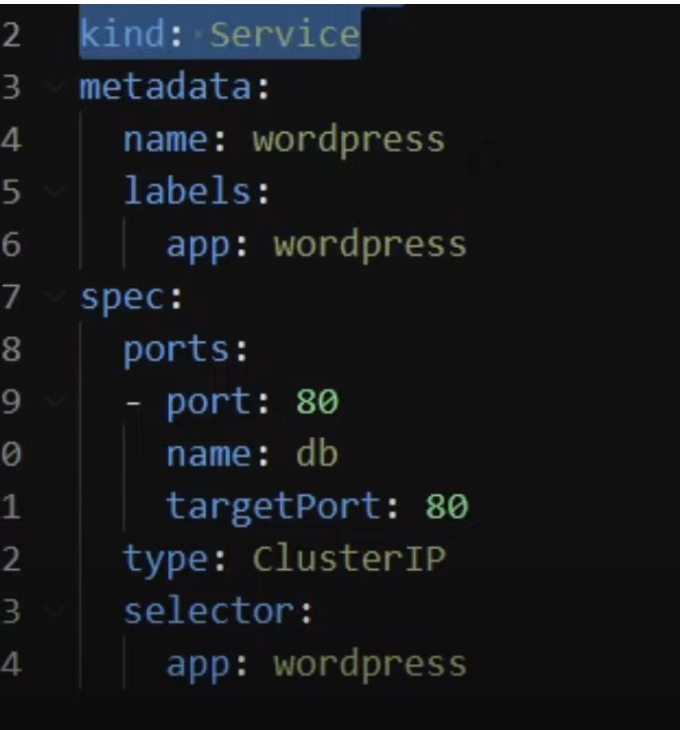 2 kind: Service
3 metadata:
4   name: wordpress
5   labels:
6     app: wordpress
7 spec:
8   ports:
9   - port: 80
0     name: db
1     targetPort: 80
2   type: ClusterIP
3   selector:
4     app: wordpress